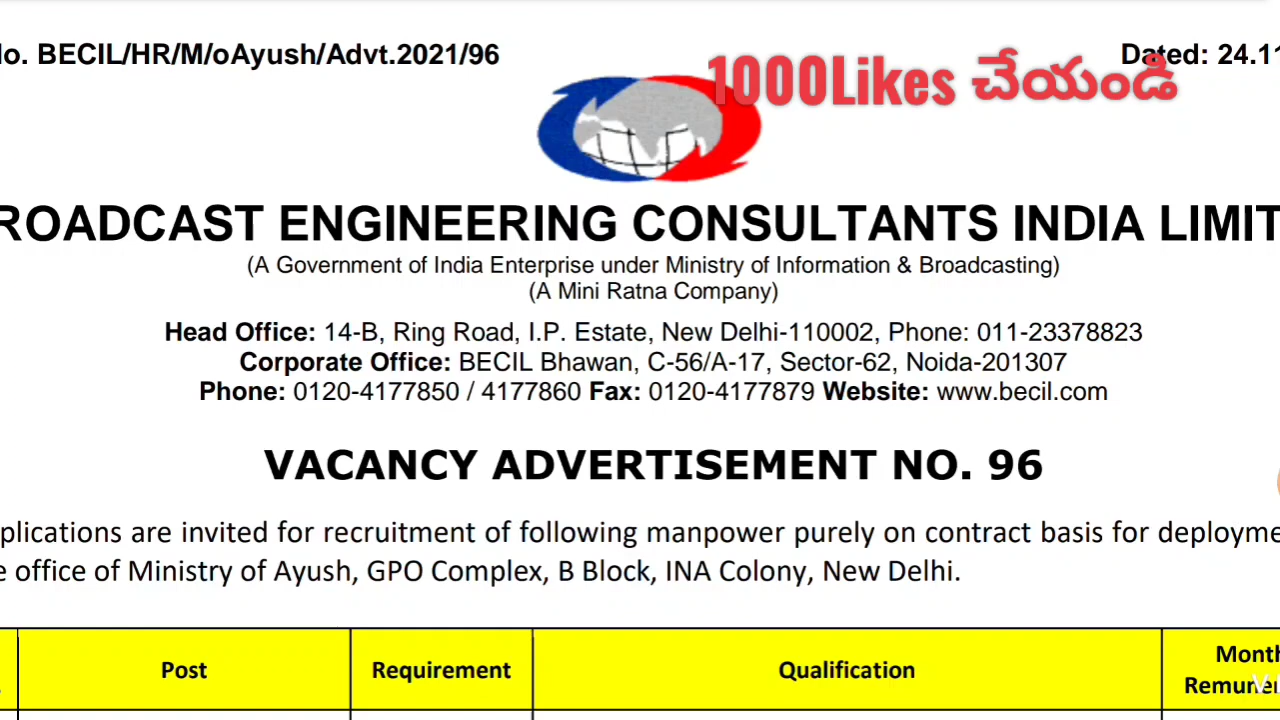 lo. BECIL/HR/M/oAyush/Advt.2021/96
Dated: 24.11
1000Likes చేయండి
ROADCAST ENGINEERING CONSULTANTS INDIA LIMIT
(A Government of India Enterprise under Ministry of Information & Broadcasting)
(A Mini Ratna Company)
Head Office: 14-B, Ring Road, I.P. Estate, New Delhi-110002, Phone: 011-23378823
Corporate Office: BECIL Bhawan, C-56/A-17, Sector-62, Noida-201307
Phone: 0120-4177850 / 4177860 Fax: 0120-4177879 Website: www.becil.com
VACANCY ADVERTISEMENT NO. 96
plications are invited for recruitment of following manpower purely on contract basis for deployme
e office of Ministry of Ayush, GPO Complex, B Block, INA Colony, New Delhi.
Post
Requirement
Qualification
Month
Remuner